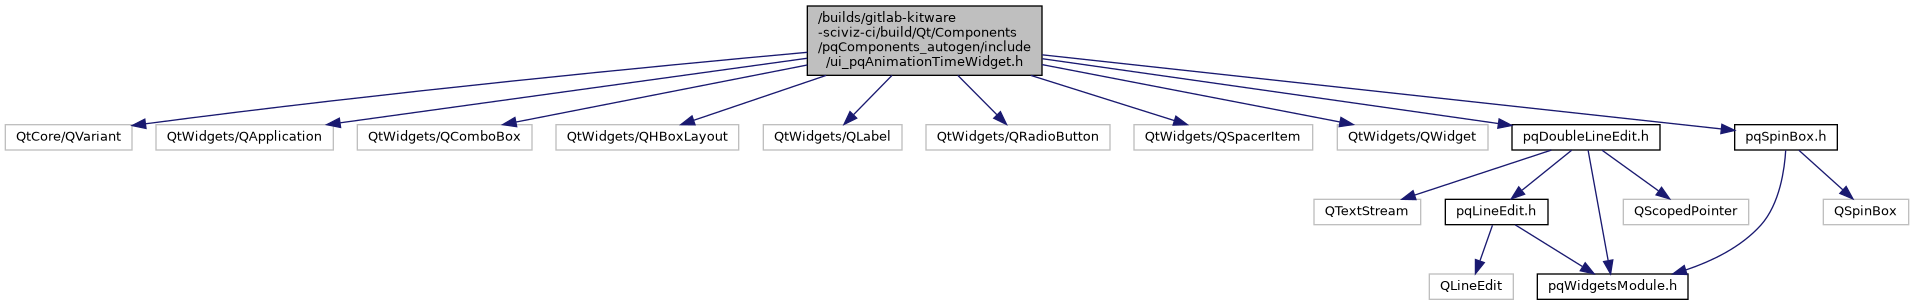 /builds/gitlab-kitware
-sciviz-ci/build/Qt/Components
/pqComponents_autogen/include
/ui_pqAnimationTimeWidget.h
QtCore/QVariant
QtWidgets/QApplication
QtWidgets/QComboBox
QtWidgets/QHBoxLayout
QtWidgets/QLabel
QtWidgets/QRadioButton
QtWidgets/QSpacerItem
QtWidgets/QWidget
pqDoubleLineEdit.h
pqSpinBox.h
QTextStream
pqLineEdit.h
QScopedPointer
QSpinBox
QLineEdit
pqWidgetsModule.h